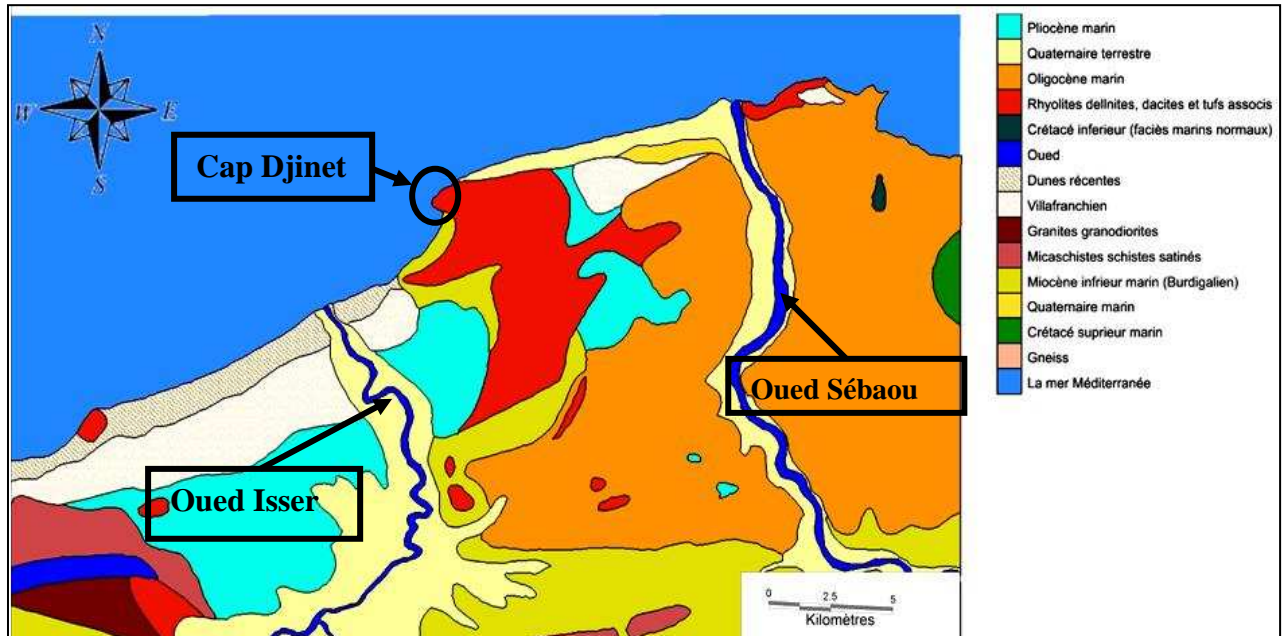 N
W E
S
Cap Djinet
Oued Sébaou
Oued Isser
0 2.5 5
Kilomètres
Pliocène marin
Quaternaire terrestre
Oligocène marin
Rhyolites dellnites, dacites et tufs associs
Crétacé inferieur (faciès marins normaux)
Oued
Dunes récentes
Villafranchien
Granites granodiorites
Micaschistes schistes satinés
Miocène infrieur marin (Burdigalien)
Quaternaire marin
Crétacé suprieur marin
Gneiss
La mer Méditerranée